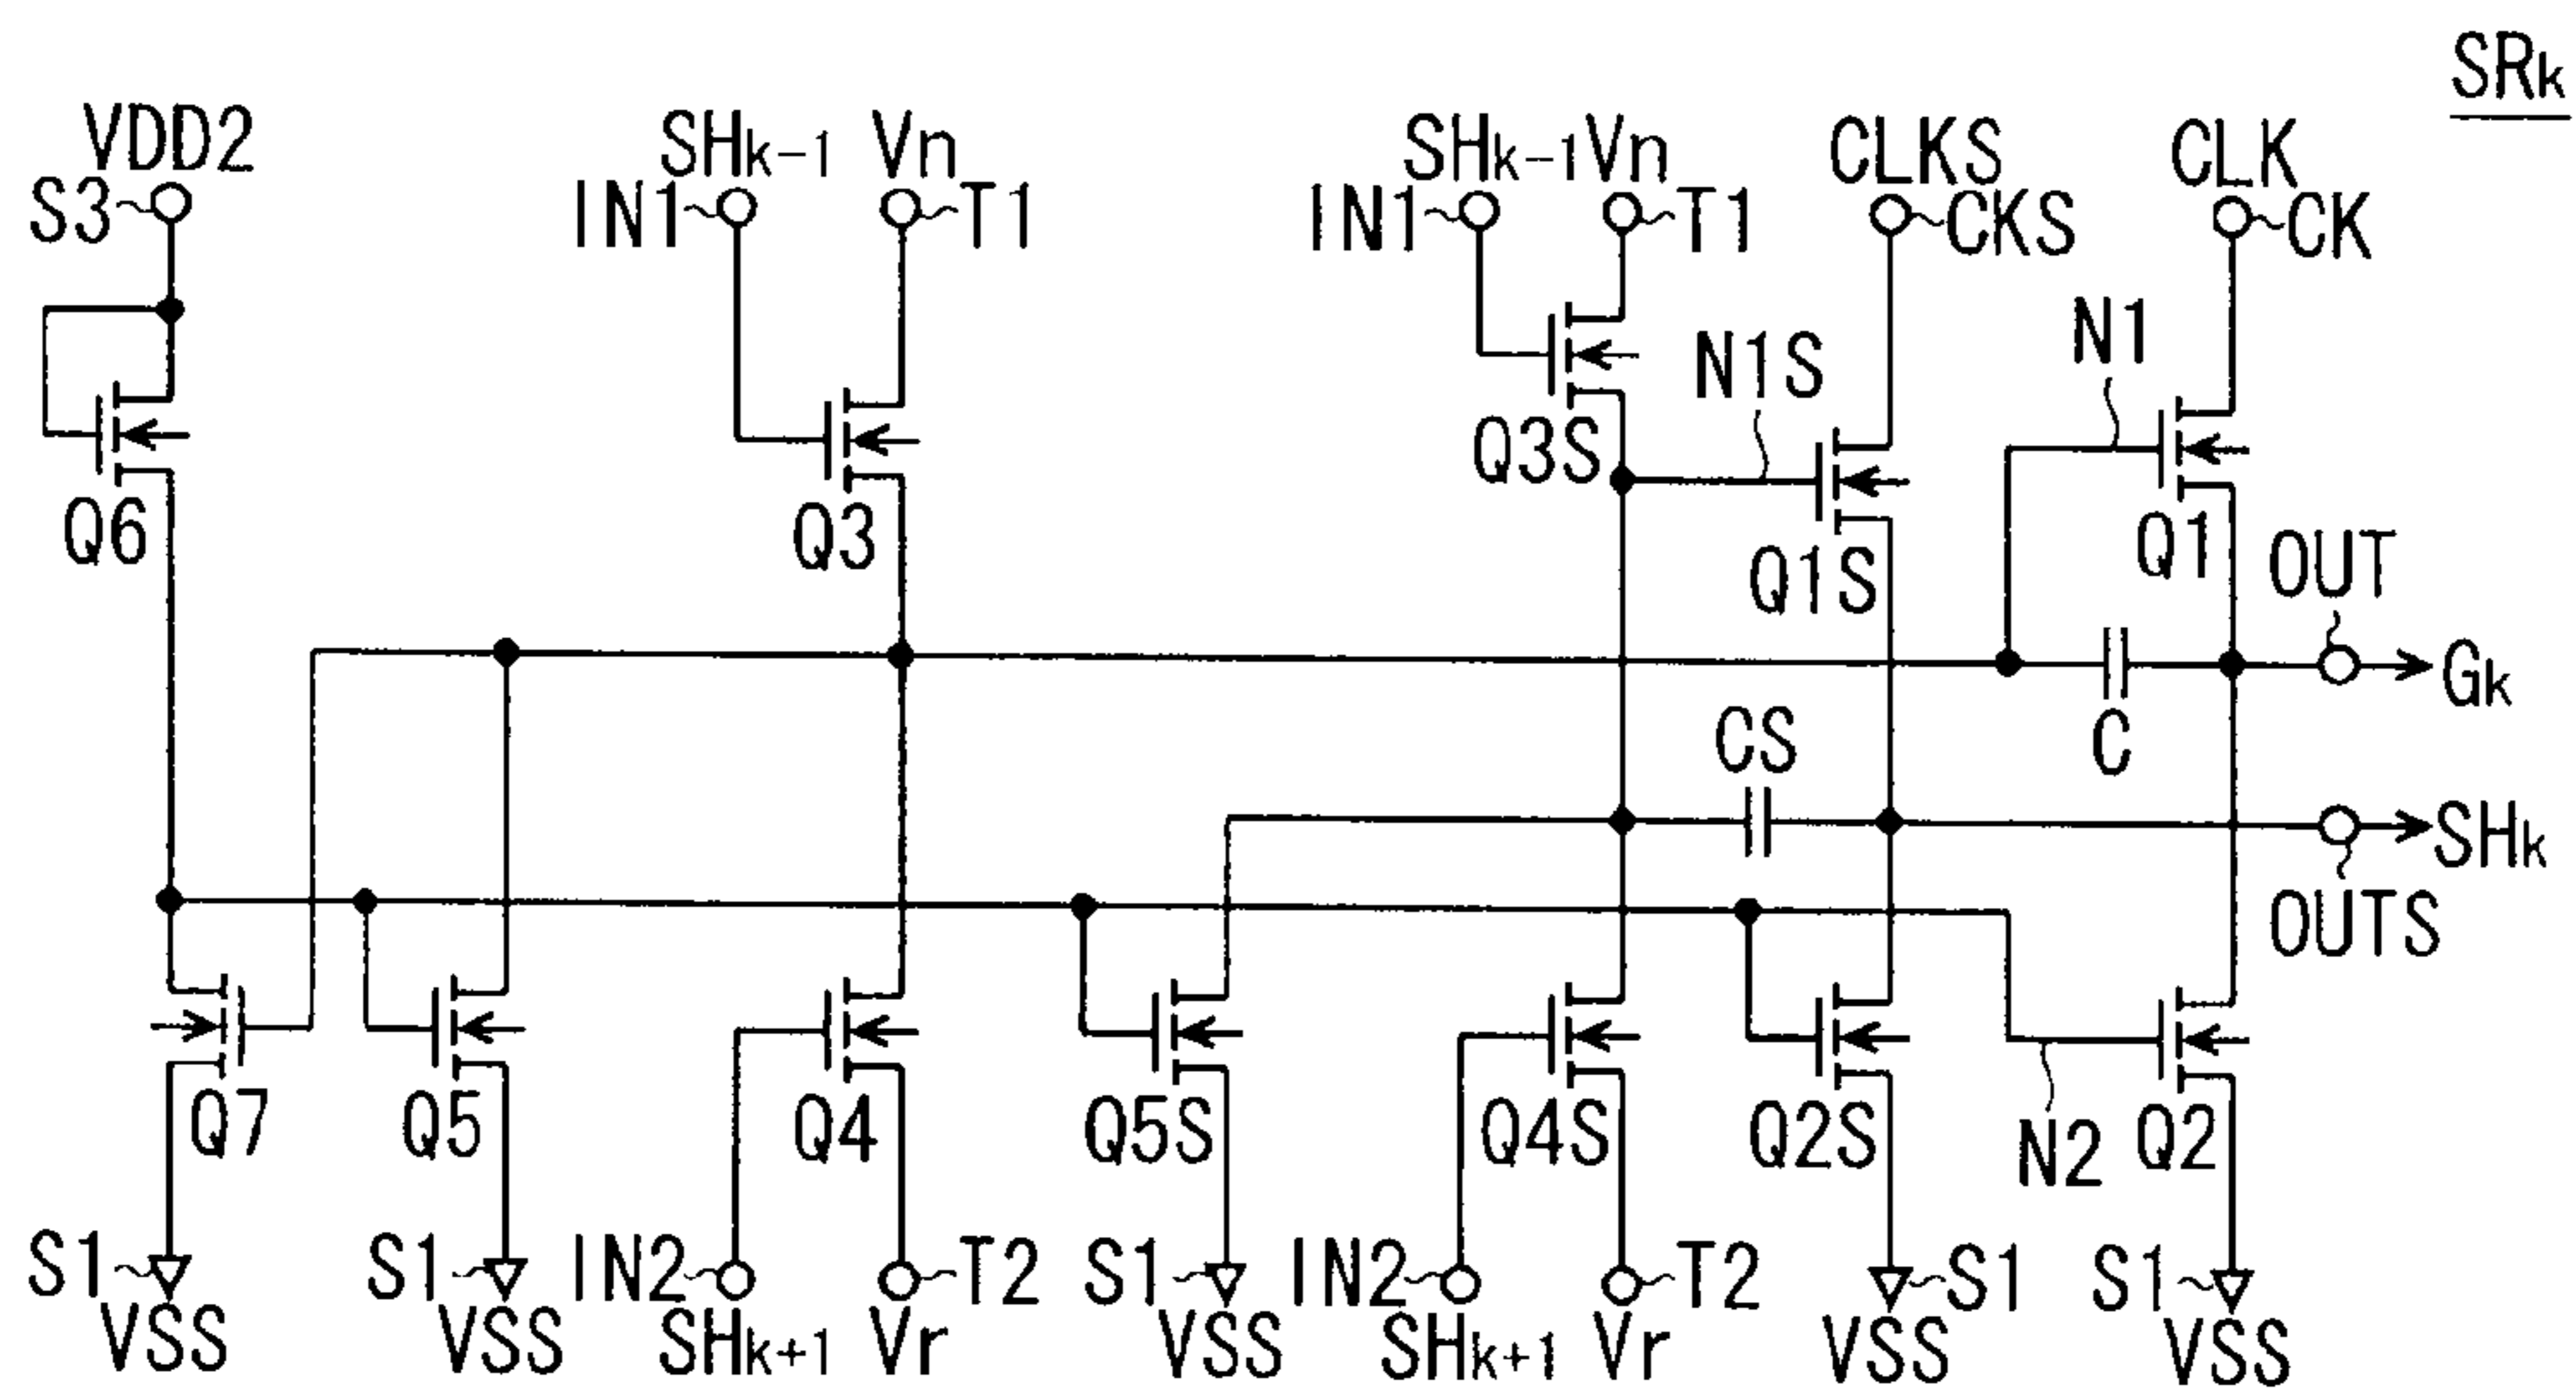 SRk
VDD2 SHk-1 Vn SHk-1 Vn CLKS CLK
S3 IN1 T1 IN1 T1 CKS CK
N1S N1
Q6 Q3 Q3S Q1S Q1 OUT
Gk
CS C
SHk
OUTS
Q7 Q5 Q4 Q5S Q4S Q2S N2 Q2
S1 S1 IN2 T2 S1 IN2 T2 S1 S1
VSS VSS SHk+1 Vr VSS SHk+1 Vr VSS VSS